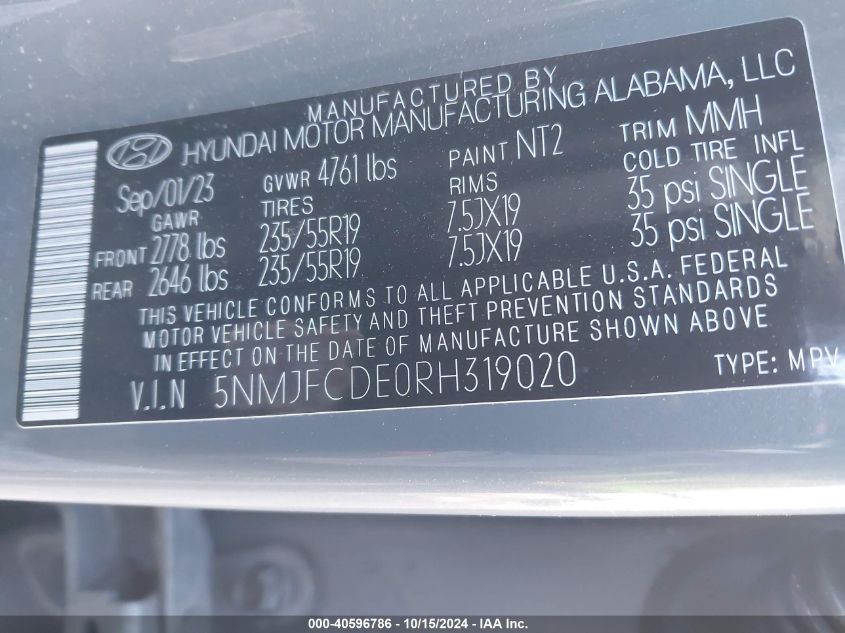 MANUFACTURED BY
HYUNDAI MOTOR MANUFACTURING ALABAMA, LLC
Sep/01/23 GVWR 4761 lbs PAINT NT2 TRIM MMH
GAWR TIRES RIMS COLD TIRE INFL
FRONT 2778 lbs 235/55R19 7.5JX19 35 psi SINGLE
REAR 2646 lbs 235/55R19 7.5JX19 35 psi SINGLE
THIS VEHICLE CONFORMS TO ALL APPLICABLE U.S.A. FEDERAL
MOTOR VEHICLE SAFETY AND THEFT PREVENTION STANDARDS
IN EFFECT ON THE DATE OF MANUFACTURE SHOWN ABOVE
V.I.N 5NMJFCDE0RH319020 TYPE: MPV
000-40596786 - 10/15/2024 - IAA Inc.